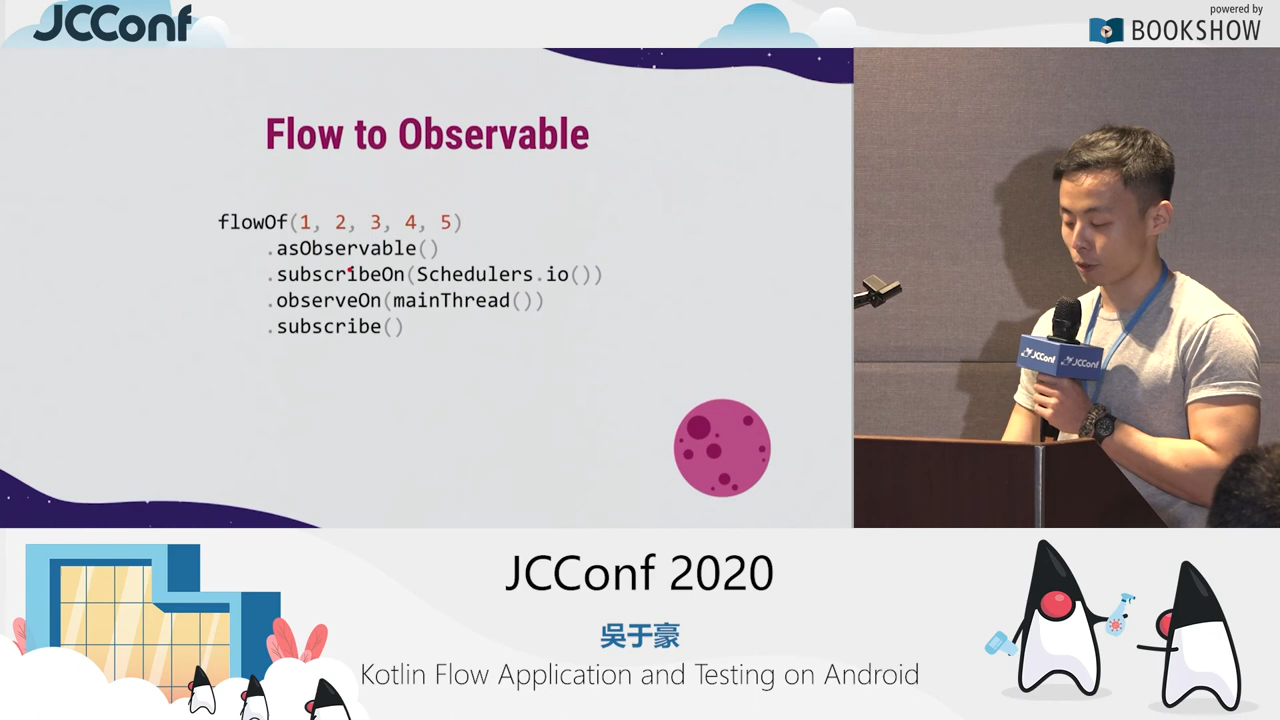 JCConf
powered by
BOOKSHOW
Flow to Observable
flowOf(1, 2, 3, 4, 5)
.asObservable()
.subscribeOn(Schedulers.io())
.observeOn(mainThread())
.subscribe()
JCConf JCConf
JCConf 2020
吳于豪
Kotlin Flow Application and Testing on Android